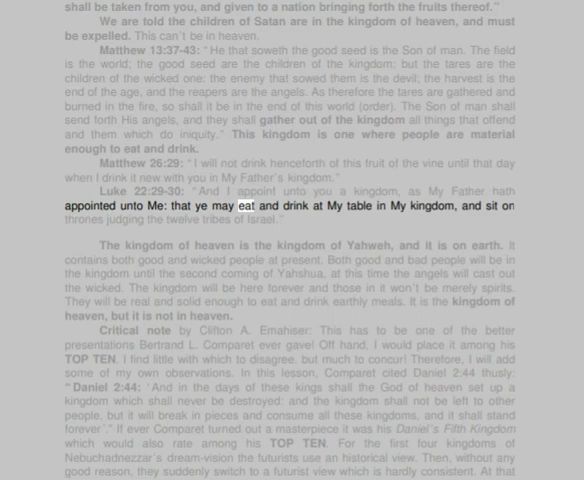 shall be taken from you, and given to a nation bringing forth the fruits thereof."
We are told the children of Satan are in the kingdom of heaven, and must
be expelled. This can't be in heaven.
Matthew 13:37-43: "He that soweth the good seed is the Son of man. The field
is the world; the good seed are the children of the kingdom; but the tares are the
children of the wicked one: the enemy that sowed them is the devil; the harvest is the
end of the age, and the reapers are the angels. As therefore the tares are gathered and
burned in the fire, so shall it be in the end of this world (order). The Son of man shall
send forth His angels, and they shall gather out of the kingdom all things that offend
and them which do iniquity." This kingdom is one where people are material
enough to eat and drink.
Matthew 26:29: "I will not drink henceforth of this fruit of the vine until that day
when I drink it new with you in My Father's kingdom."
Luke 22:29-30: "And I appoint unto you a kingdom, as My Father hath
appointed unto Me: that ye may eat and drink at My table in My kingdom, and sit on
thrones judging the twelve tribes of Israel."
The kingdom of heaven is the kingdom of Yahweh, and it is on earth. It
contains both good and wicked people at present. Both good and bad people will be in
the kingdom until the second coming of Yahshua, at this time the angels will cast out
the wicked. The kingdom will be here forever and those in it won't be merely spirits.
They will be real and solid enough to eat and drink earthly meals. It is the kingdom of
heaven, but it is not in heaven.
Critical note by Clifton A. Emahiser: This has to be one of the better
presentations Bertrand L. Comparet ever gave! Off hand, I would place it among his
TOP TEN. I find little with which to disagree, but much to concur! Therefore, I will add
some of my own observations. In this lesson, Comparet cited Daniel 2:44 thusly:
"Daniel 2:44: 'And in the days of these kings shall the God of heaven set up a
kingdom which shall never be destroyed: and the kingdom shall not be left to other
people, but it will break in pieces and consume all these kingdoms, and it shall stand
forever'." If ever Comparet turned out a masterpiece it was his Daniel's Fifth Kingdom
which would also rate among his TOP TEN. For the first four kingdoms of
Nebuchadnezzar's dream-vision the futurists use an historical view. Then, without any
good reason, they suddenly switch to a futurist view which is hardly consistent. At that